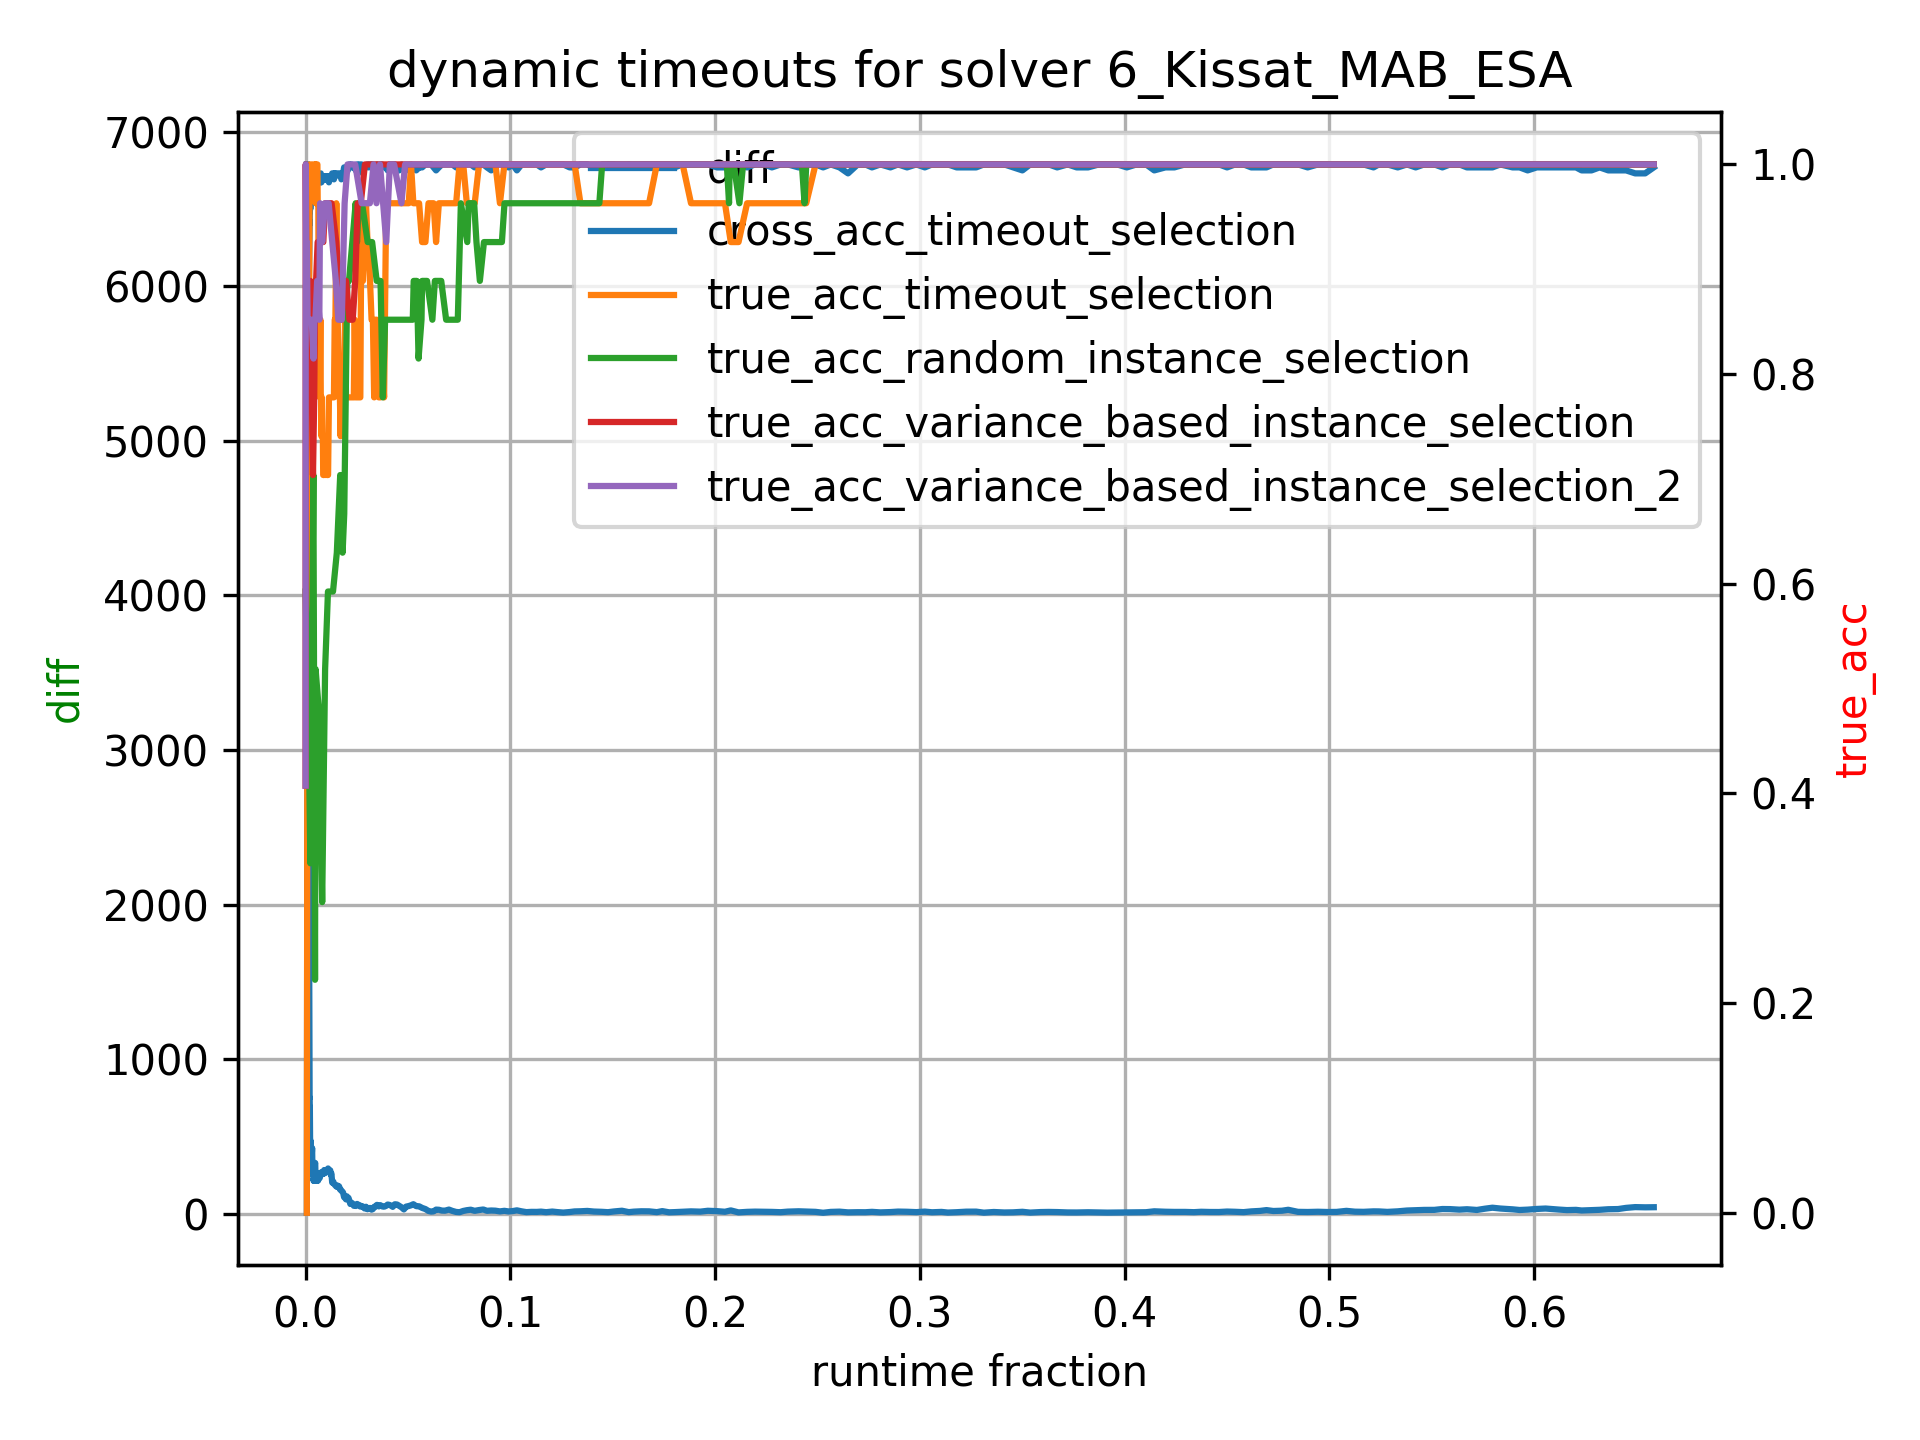 dynamic timeouts for solver 6_Kissat_MAB_ESA
7000
6000
5000
4000
3000
2000
1000
0
diff
diff
cross_acc_timeout_selection
true_acc_timeout_selection
true_acc_random_instance_selection
true_acc_variance_based_instance_selection
true_acc_variance_based_instance_selection_2
1.0
0.8
0.6
0.4
0.2
0.0
true_acc
0.0 0.1 0.2 0.3 0.4 0.5 0.6
runtime fraction